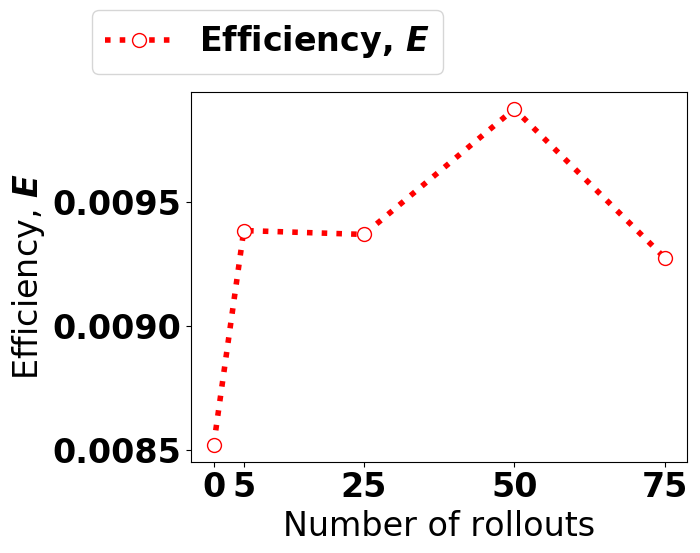 Efficiency, E
Efficiency, E
0.0095
0.0090
0.0085
0 5 25 50 75
Number of rollouts